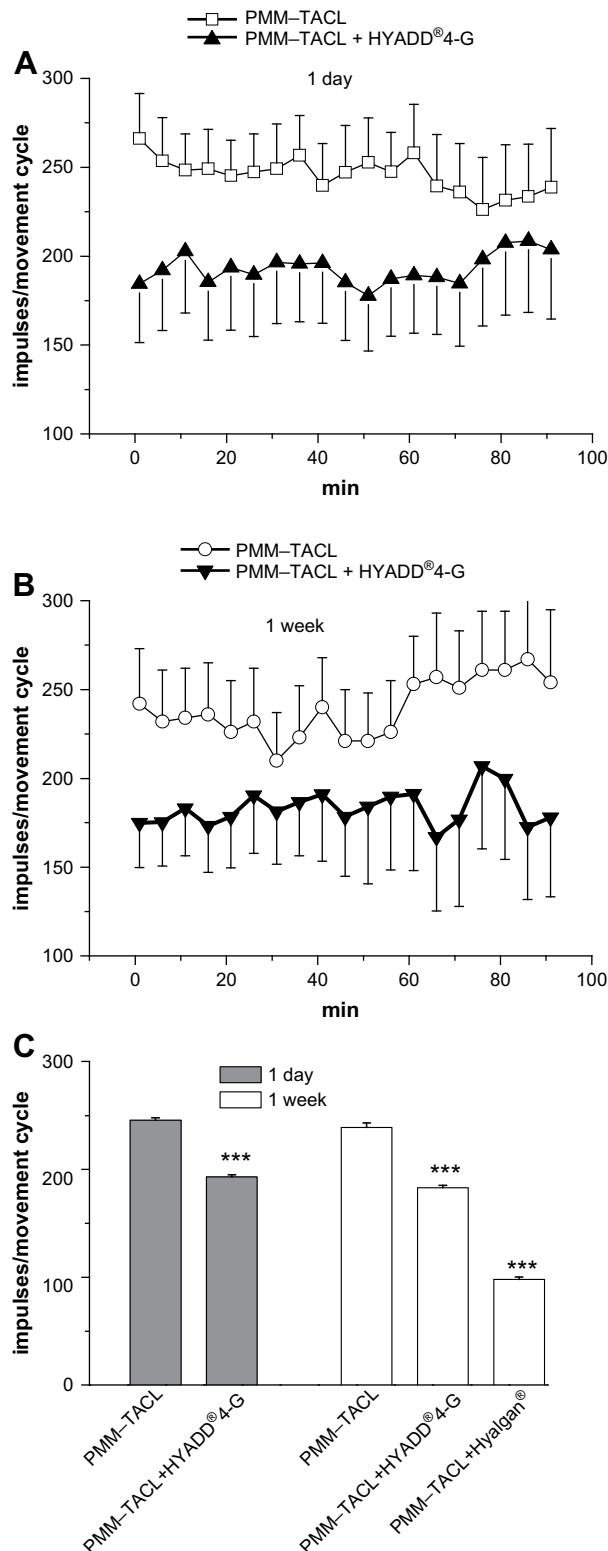 PMM–TACL
PMM–TACL + HYADD®4-G
A
1 day
300
250
200
150
100
impulses/movement cycle
0 20 40 60 80 100
min
PMM–TACL
PMM–TACL + HYADD®4-G
B
1 week
300
250
200
150
100
impulses/movement cycle
0 20 40 60 80 100
min
C
1 day
1 week
300
200
100
0
impulses/movement cycle
***
***
***
PMM–TACL
PMM–TACL+HYADD®4-G
PMM–TACL
PMM–TACL+HYADD®4-G
PMM–TACL+Hyalgan®